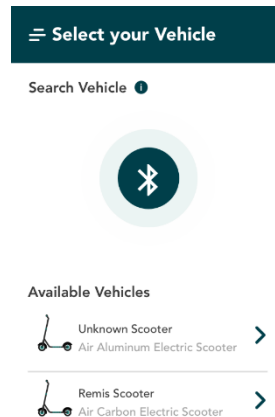 Select your Vehicle
Search Vehicle i
Available Vehicles
Unknown Scooter
Air Aluminum Electric Scooter
Remis Scooter
Air Carbon Electric Scooter